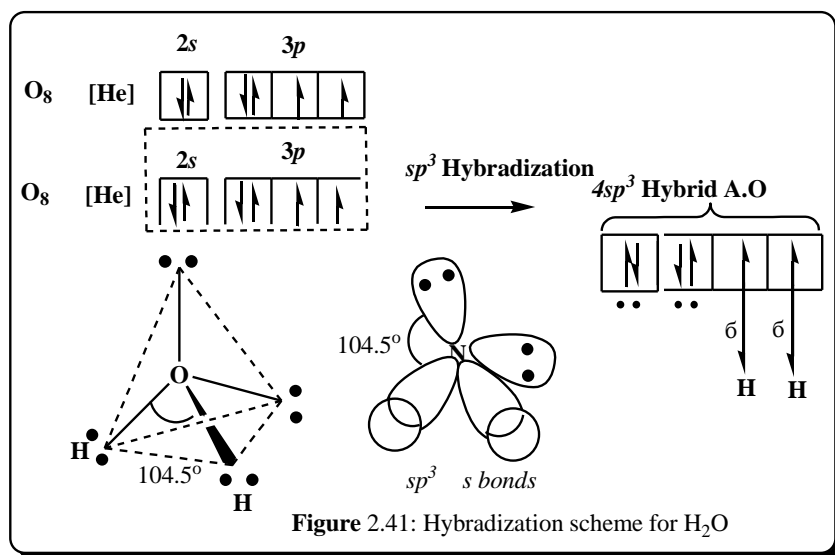 2s 3p
O8 [He]
2s 3p
O8 [He]
sp3 Hybradization
4sp3 Hybrid A.O
б б
H H
104.5o
N
O
H
104.5o
H
sp3 s bonds
Figure 2.41: Hybradization scheme for H2O